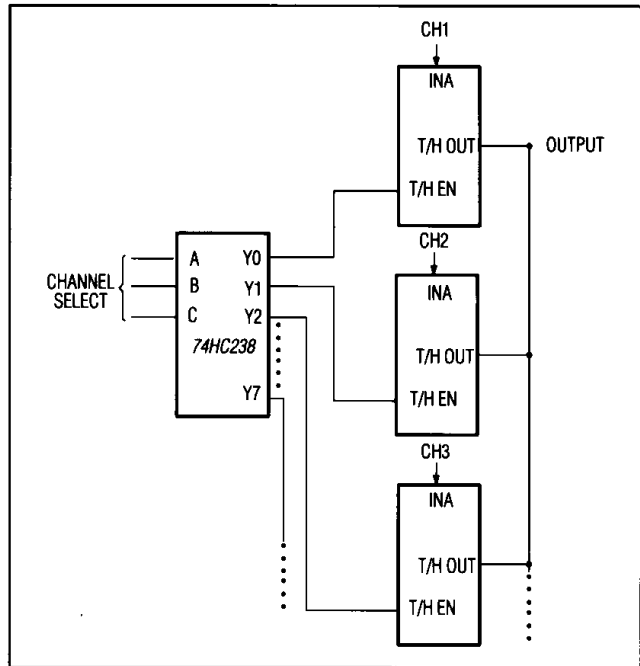 CH1
INA
T/H OUT
OUTPUT
T/H EN
CHANNEL
SELECT
A
B
C
Y0
Y1
Y2
74HC238
Y7
CH2
INA
T/H OUT
T/H EN
CH3
INA
T/H OUT
T/H EN